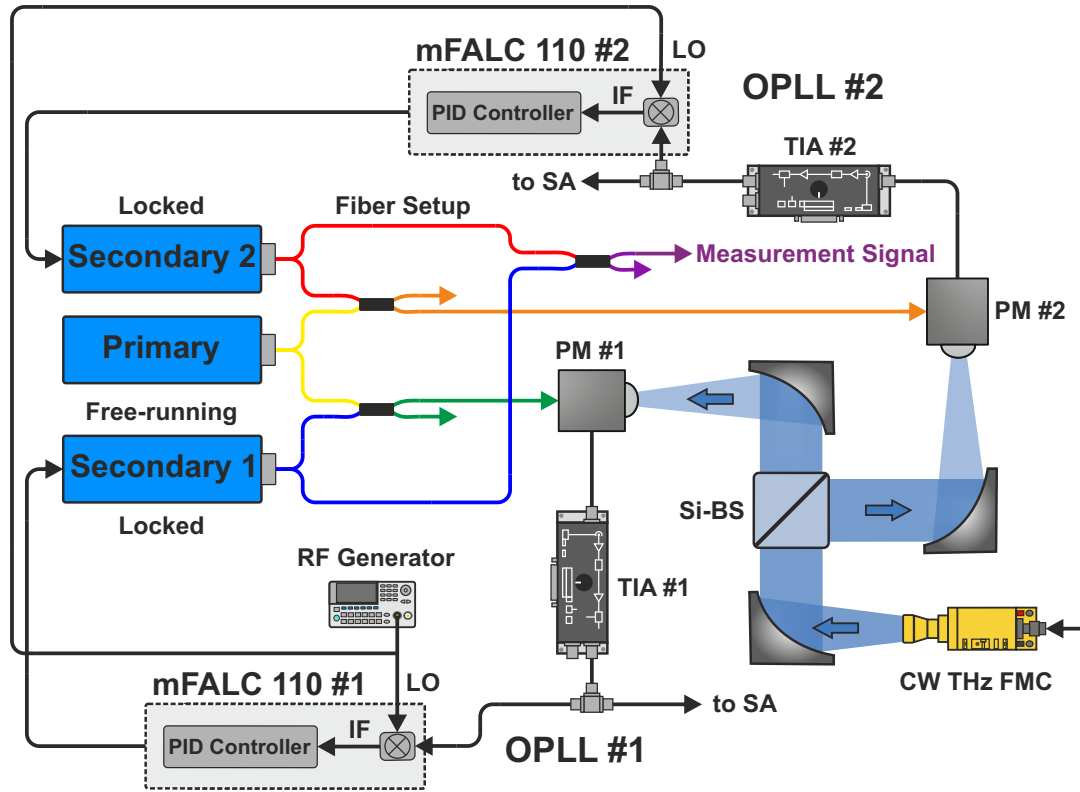 mFALC 110 #2
LO
OPLL #2
PID Controller
IF
TIA #2
to SA
Locked
Fiber Setup
Secondary 2
Measurement Signal
Primary
PM #2
PM #1
Free-running
Secondary 1
Si-BS
Locked
RF Generator
TIA #1
CW THz FMC
mFALC 110 #1
LO
to SA
IF
PID Controller
OPLL #1